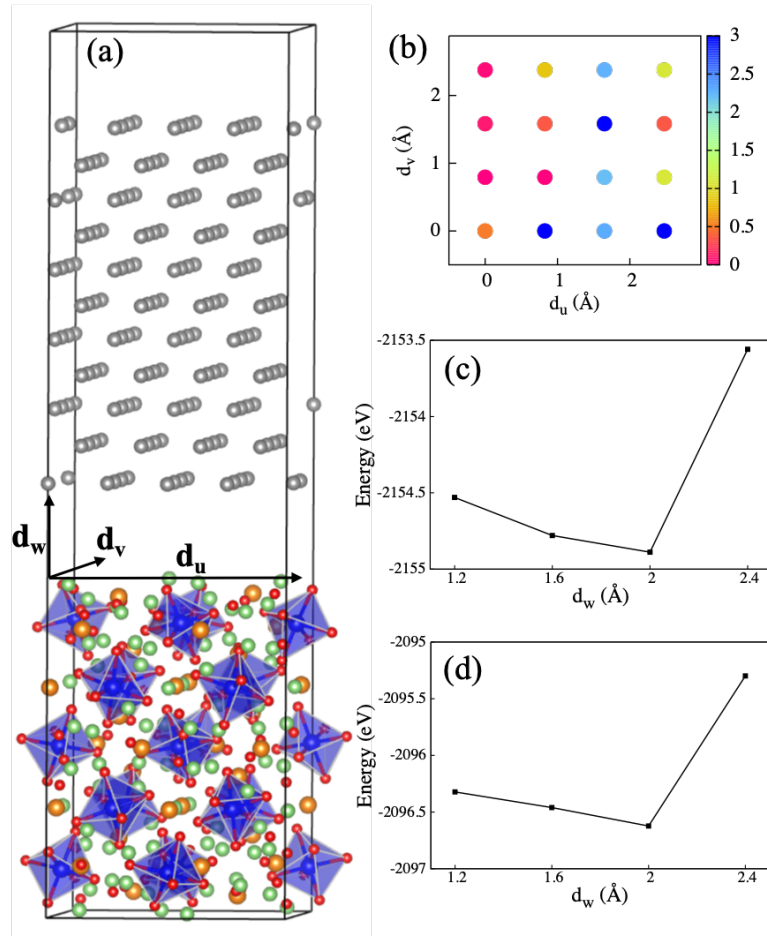 (a)
d_w
d_v
d_u
(b)
d_v (Å)
2
1
0
0 1 2
d_u (Å)
3
2.5
2
1.5
1
0.5
0
(c)
Energy (eV)
-2153.5
-2154
-2154.5
-2155
1.2 1.6 2 2.4
d_w (Å)
(d)
Energy (eV)
-2095
-2095.5
-2096
-2096.5
-2097
1.2 1.6 2 2.4
d_w (Å)